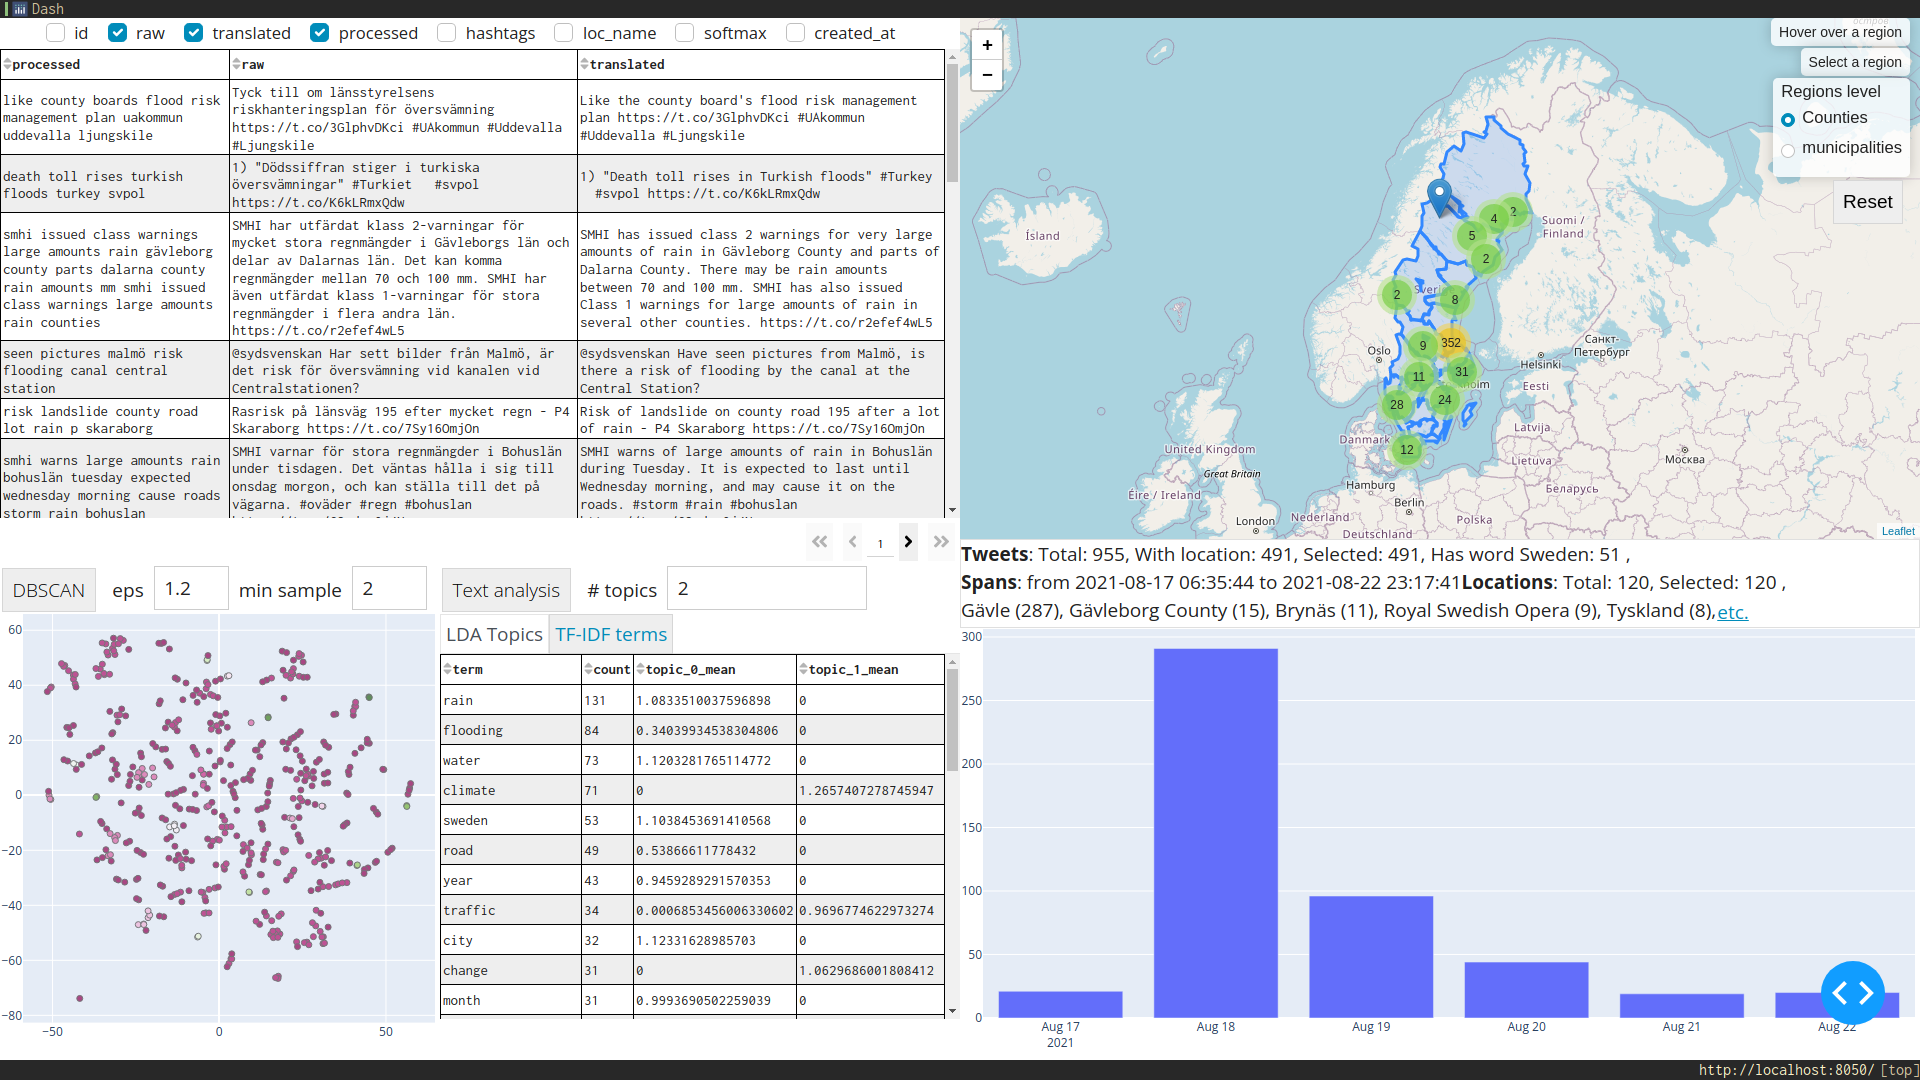 Dash
id raw translated processed hashtags loc_name softmax created_at
processed raw translated
like county boards flood risk
management plan uakommun
uddevalla ljungskile
Tyck till om länsstyrelsens
riskhanteringsplan för översvämning
https://t.co/3GlphvDKci #UAkommun #Uddevalla
#Ljungskile
Like the county board's flood risk management
plan https://t.co/3GlphvDKci #UAkommun
#Uddevalla #Ljungskile
death toll rises turkish
floods turkey svpol
1) "Dödssiffran stiger i turkiska
översvämningar" #Turkiet #svpol
https://t.co/K6kLRmxQdw
1) "Death toll rises in Turkish floods" #Turkey
#svpol https://t.co/K6kLRmxQdw
smhi issued class warnings
large amounts rain gävleborg
county parts dalarna county
rain amounts mm smhi issued
class warnings large amounts
rain counties
SMHI har utfärdat klass 2-varningar för
mycket stora regnmängder i Gävleborgs län och
delar av Dalarnas län. Det kan komma
regnmängder mellan 70 och 100 mm. SMHI har
även utfärdat klass 1-varningar för stora
regnmängder i flera andra län.
https://t.co/r2efef4wL5
SMHI has issued class 2 warnings for very large
amounts of rain in Gävleborg County and parts of
Dalarna County. There may be rain amounts
between 70 and 100 mm. SMHI has also issued
Class 1 warnings for large amounts of rain in
several other counties. https://t.co/r2efef4wL5
seen pictures malmö risk
flooding canal central
station
@sydsvenskan Har sett bilder från Malmö, är
det risk för översvämning vid kanalen vid
Centralstationen?
@sydsvenskan Have seen pictures from Malmö, is
there a risk of flooding by the canal at the
Central Station?
risk landslide county road
lot rain p skaraborg
Rasrisk på länsväg 195 efter mycket regn - P4
Skaraborg https://t.co/7Sy16OmjOn
Risk of landslide on county road 195 after a lot
of rain - P4 Skaraborg https://t.co/7Sy16OmjOn
smhi warns large amounts rain
bohuslän tuesday expected
wednesday morning cause roads
storm rain bohuslan
SMHI varnar för stora regnmängder i Bohuslän
under tisdagen. Det väntas hålla i sig till
onsdag morgon, och kan ställa till det på
vägarna. #oväder #regn #bohuslan
SMHI warns of large amounts of rain in Bohuslän
during Tuesday. It is expected to last until
Wednesday morning, and may cause it on the
roads. #storm #rain #bohuslan
1
DBSCAN eps 1.2 min sample 2 Text analysis # topics 2
60
40
20
0
−20
−40
−60
−80
−50 0 50
LDA Topics TF-IDF terms
term count topic_0_mean topic_1_mean
rain 131 1.0833510037596898 0
flooding 84 0.34039934538304806 0
water 73 1.1203281765114772 0
climate 71 0 1.2657407278745947
sweden 53 1.1038453691410568 0
road 49 0.53866611778432 0
year 43 0.9459289291570353 0
traffic 34 0.0006853456006330602 0.9696774622973274
city 32 1.12331628985703 0
change 31 0 1.0629686001808412
month 31 0.9993690502259039 0
+
−
Hover over a region
Select a region
Regions level
Counties
municipalities
Reset
Ísland
Suomi /
Finland
4 2
5
2
2 8
9 352
31
11
28 24
12
Oslo
Helsinki
Санкт-
Петербург
Eesti
Latvija
Lietuva
Москва
Danmark
United Kingdom
Great Britain
Éire / Ireland
Hamburg
Berlin
Беларусь
London
Nederland
Polska
Deutschland
Leaflet
Tweets: Total: 955, With location: 491, Selected: 491, Has word Sweden: 51 ,
Spans: from 2021-08-17 06:35:44 to 2021-08-22 23:17:41Locations: Total: 120, Selected: 120 ,
Gävle (287), Gävleborg County (15), Brynäs (11), Royal Swedish Opera (9), Tyskland (8),etc.
300
250
200
150
100
50
0
Aug 17 Aug 18 Aug 19 Aug 20 Aug 21 Aug 22
2021
http://localhost:8050/ [top]